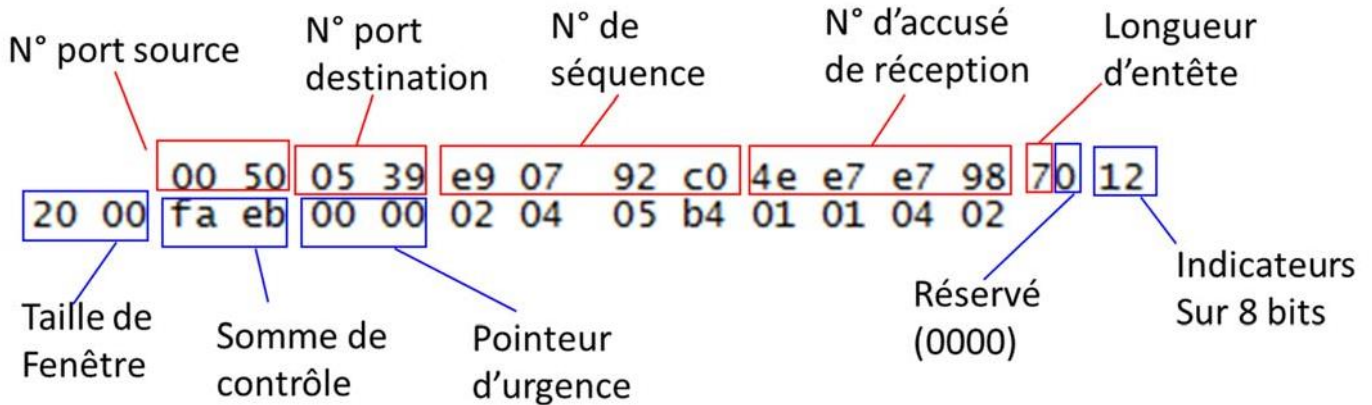 N° port source
N° port
destination
N° de
séquence
N° d'accusé
de réception
Longueur
d'entête
00 50 05 39 e9 07 92 c0 4e e7 e7 98 70 12
20 00 fa eb 00 00 02 04 05 b4 01 01 04 02
Taille de
Fenêtre
Somme de
contrôle
Pointeur
d'urgence
Réservé
(0000)
Indicateurs
Sur 8 bits